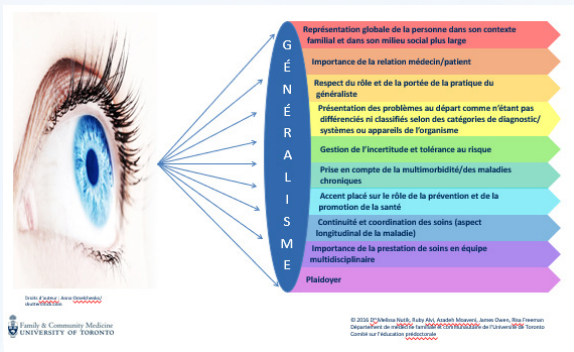 GÉNÉRALISME
Représentation globale de la personne dans son contexte
familial et dans son milieu social plus large
Importance de la relation médecin/patient
Respect du rôle et de la portée de la pratique du
généraliste
Présentation des problèmes au départ comme n'étant pas
différenciés ni classifiés selon des catégories de diagnostic/
systèmes ou appareils de l'organisme
Gestion de l'incertitude et tolérance au risque
Prise en compte de la multimorbidité/des maladies
chroniques
Accent placé sur le rôle de la prévention et de la
promotion de la santé
Continuité et coordination des soins (aspect
longitudinal de la maladie)
Importance de la prestation de soins en équipe
multidisciplinaire
Plaidoyer
Droits d'auteur : Anna
Family & Community Medicine
UNIVERSITY OF TORONTO
© 2016 Melissa Nutik, Ruby Alvi, Azadeh Moaveni, James Owen, Risa Freeman
Département de médecine familiale et communautaire de l'Université de Toronto
Comité sur l'éducation prédoctorale